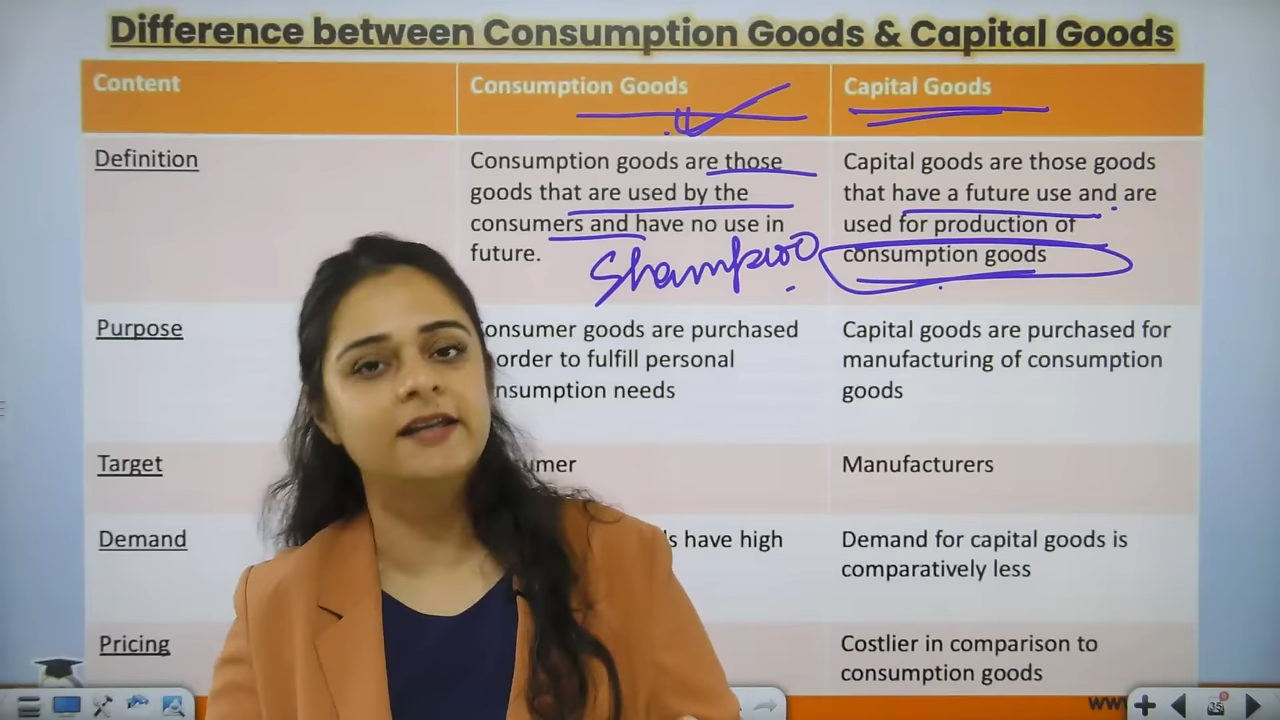 Difference between Consumption Goods & Capital Goods
Content
Consumption Goods
Capital Goods
Definition
Consumption goods are those
goods that are used by the
consumers and have no use in
future.
Shampoo
Capital goods are those goods
that have a future use and are
used for production of
consumption goods
Purpose
onsumer goods are purchased
order to fulfill personal
nsumption needs
Capital goods are purchased for
manufacturing of consumption
goods
Target
umer
Manufacturers
Demand
s have high
Demand for capital goods is
comparatively less
Pricing
Costlier in comparison to
consumption goods
www
35